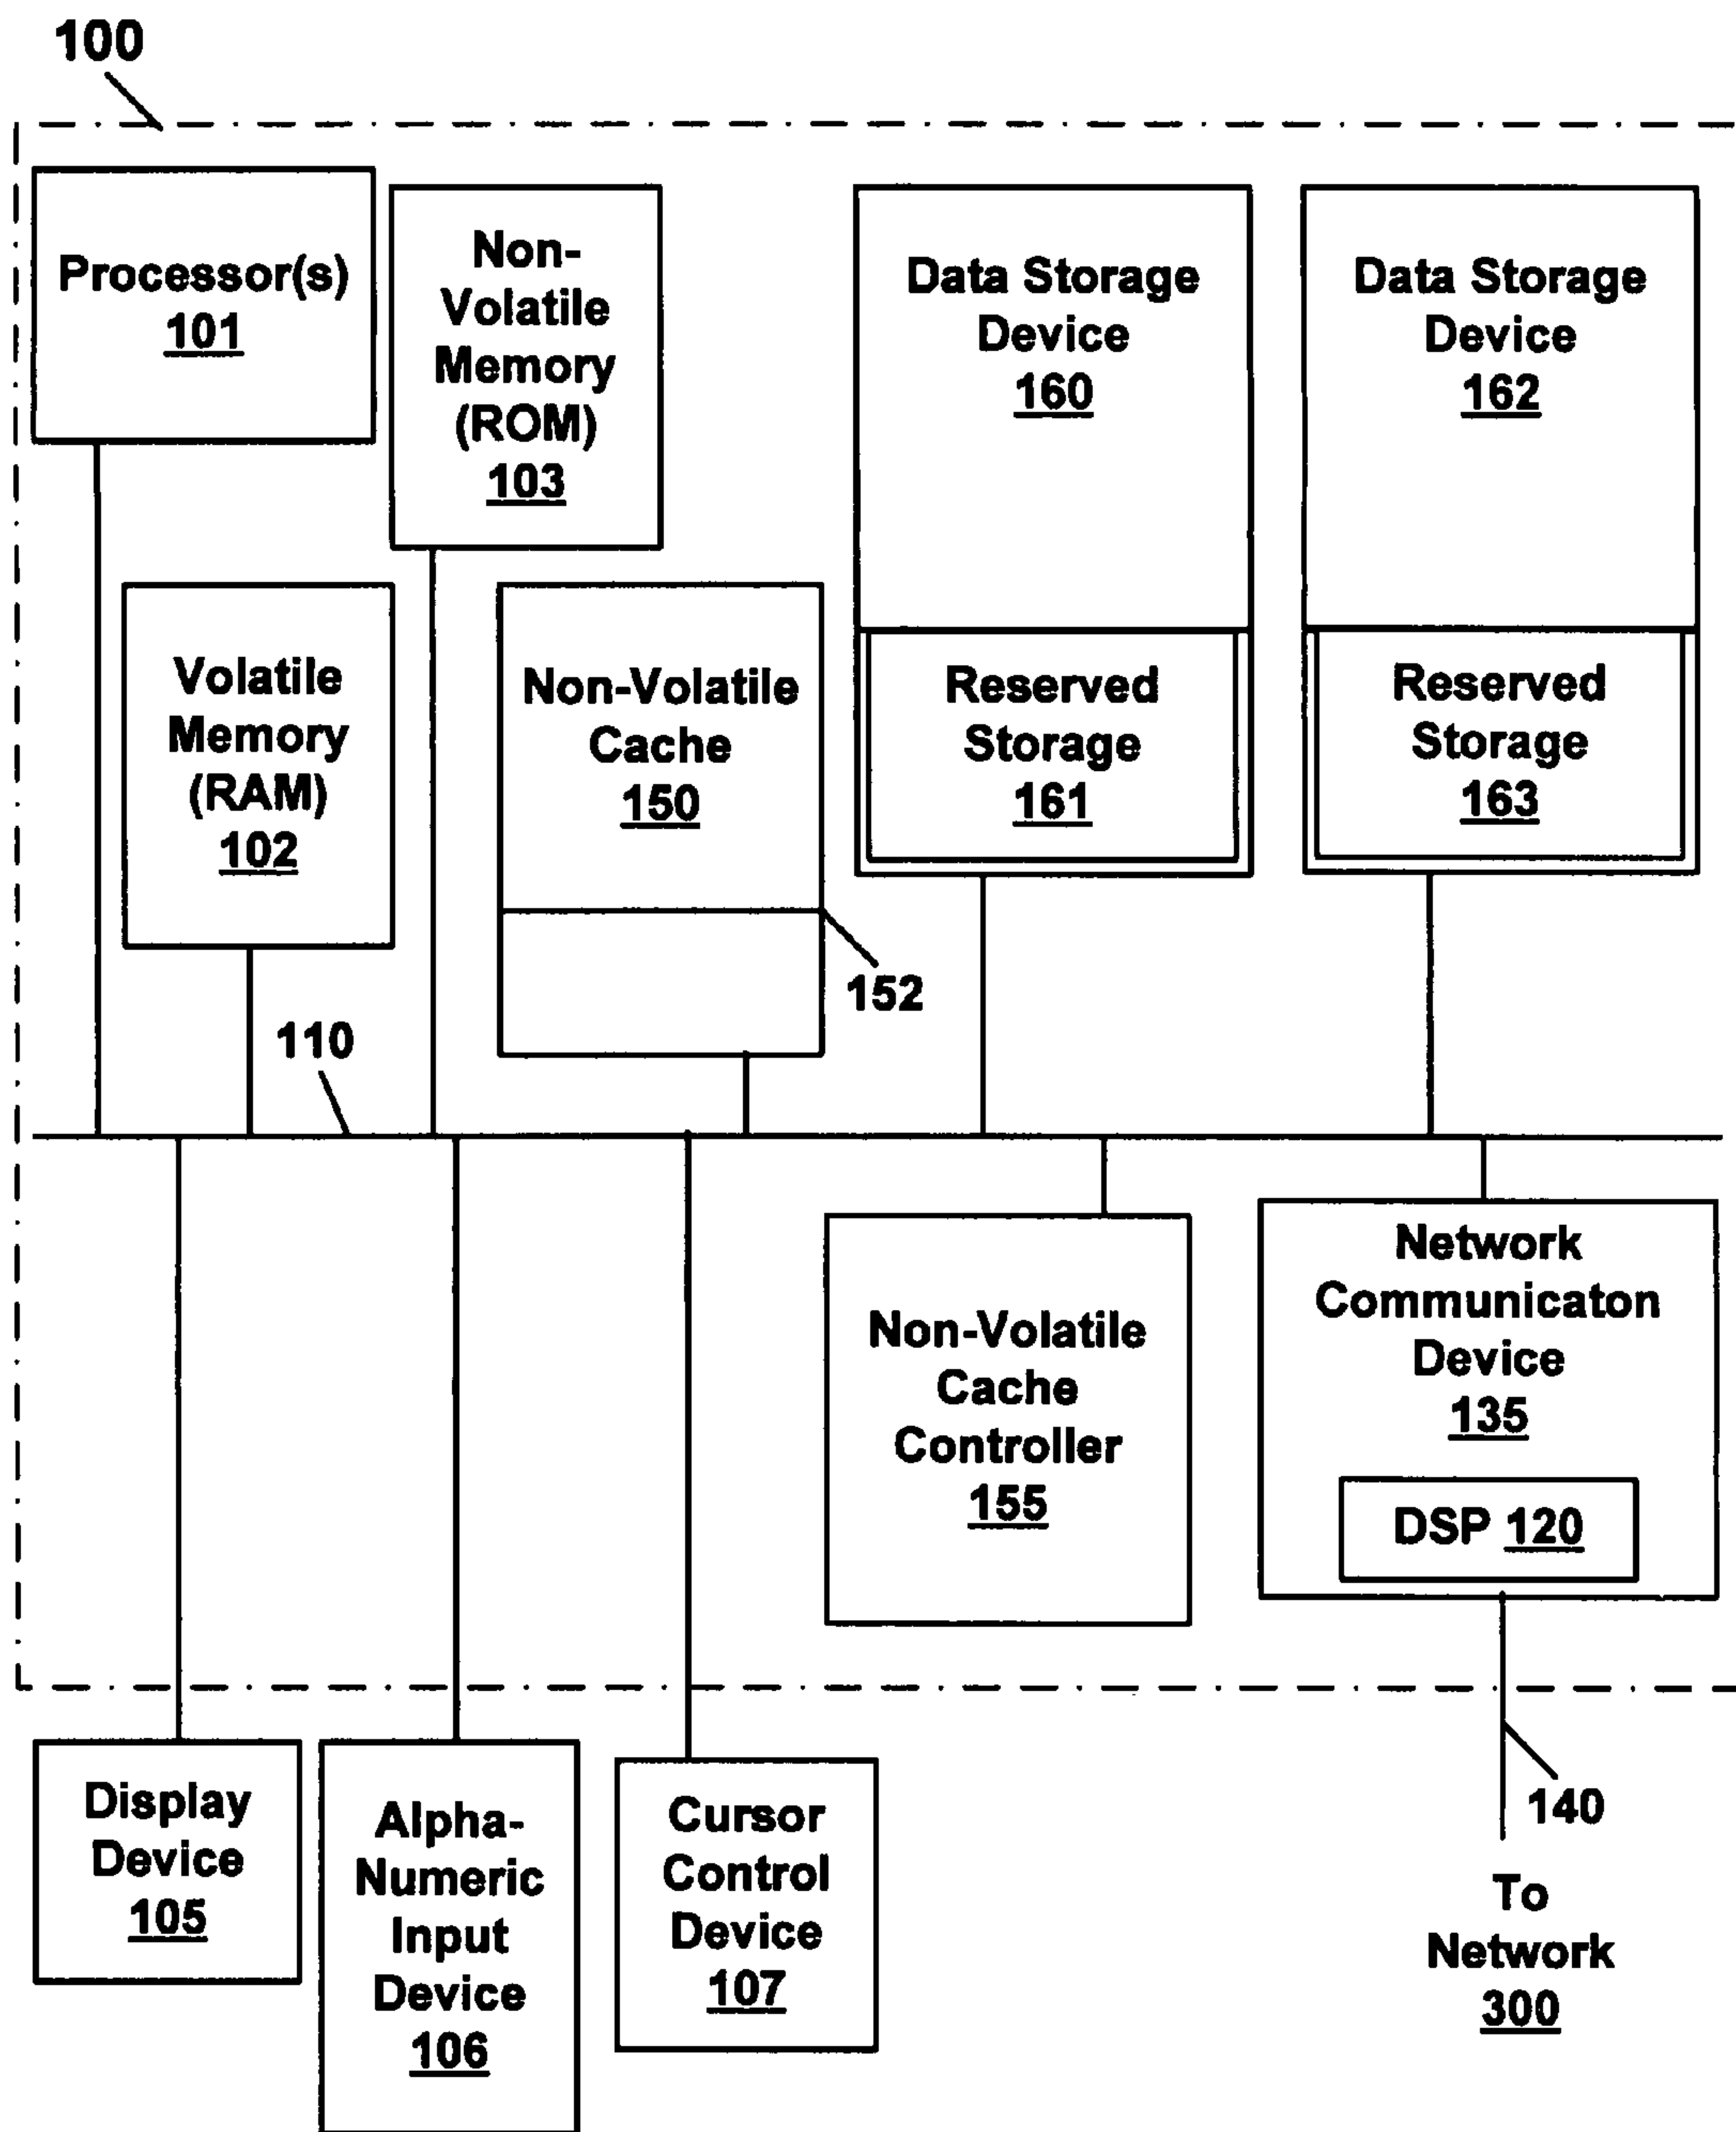 100
Processor(s)
101
Non-
Volatile
Memory
(ROM)
103
Data Storage
Device
160
Data Storage
Device
162
Volatile
Memory
(RAM)
102
Non-Volatile
Cache
150
Reserved
Storage
161
Reserved
Storage
163
152
110
Non-Volatile
Cache
Controller
155
Network
Communicaton
Device
135
DSP 120
Display
Device
105
Alpha-
Numeric
Input
Device
106
Cursor
Control
Device
107
140
To
Network
300